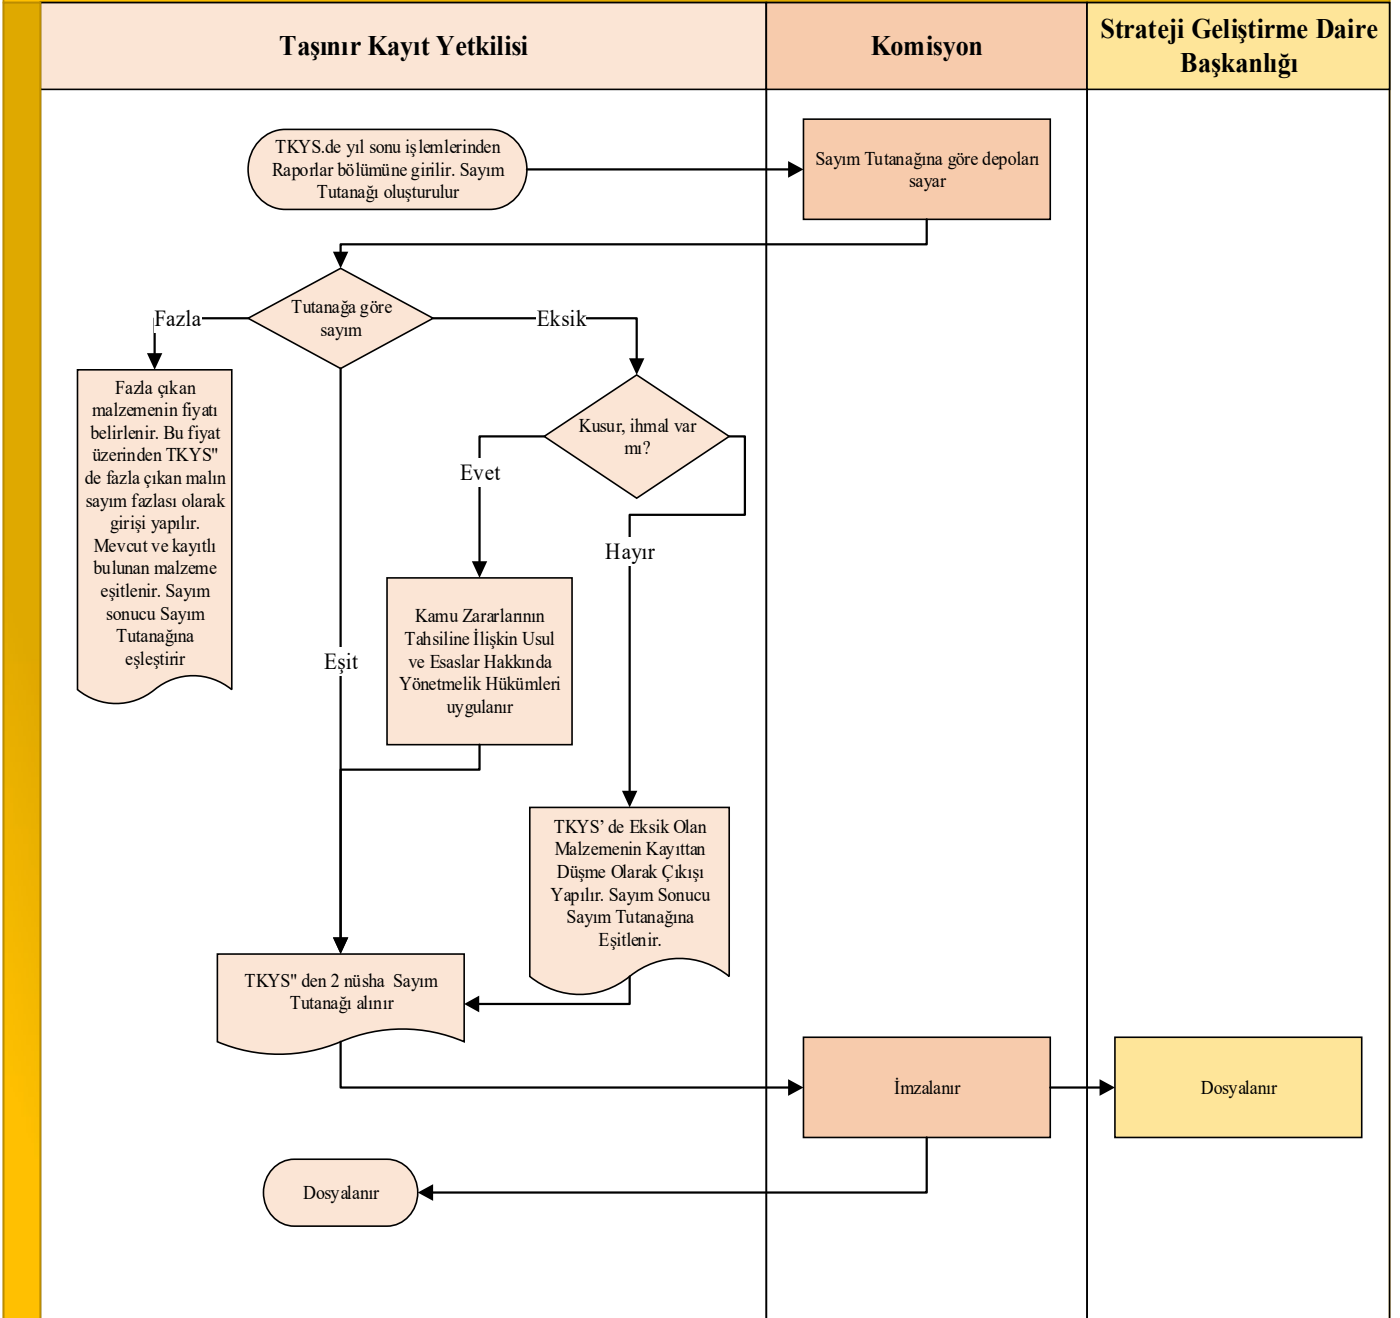 Taşınır Kayıt Yetkilisi
Komisyon
Strateji Geliştirme Daire
Başkanlığı
TKYS.de yıl sonu işlemlerinden
Raporlar bölümüne girilir. Sayım
Tutanağı oluşturulur
Sayım Tutanağına göre depoları
sayar
Tutanağa göre
sayım
Fazla
Eksik
Fazla çıkan
malzemenin fiyatı
belirlenir. Bu fiyat
üzerinden TKYS"
de fazla çıkan malın
sayım fazlası olarak
girişi yapılır.
Mevcut ve kayıtlı
bulunan malzeme
eşitlenir. Sayım
sonucu Sayım
Tutanağına
eşleştirir
Kusur, ihmal var
mı?
Evet
Hayır
Eşit
Kamu Zararlarının
Tahsiline İlişkin Usul
ve Esaslar Hakkında
Yönetmelik Hükümleri
uygulanır
TKYS’ de Eksik Olan
Malzemenin Kayıttan
Düşme Olarak Çıkışı
Yapılır. Sayım Sonucu
Sayım Tutanağına
Eşitlenir.
TKYS" den 2 nüsha Sayım
Tutanağı alınır
İmzalanır
Dosyalanır
Dosyalanır